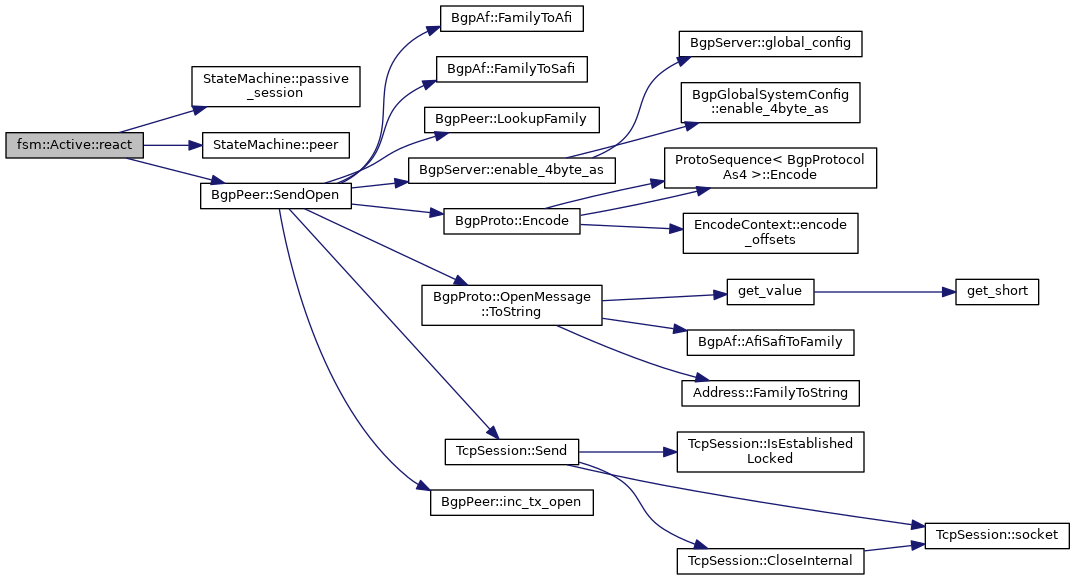 fsm::Active::react
StateMachine::passive
_session
StateMachine::peer
BgpPeer::SendOpen
BgpAf::FamilyToAfi
BgpAf::FamilyToSafi
BgpPeer::LookupFamily
BgpServer::enable_4byte_as
BgpProto::Encode
BgpProto::OpenMessage
::ToString
TcpSession::Send
BgpPeer::inc_tx_open
BgpServer::global_config
BgpGlobalSystemConfig
::enable_4byte_as
ProtoSequence< BgpProtocol
As4 >::Encode
EncodeContext::encode
_offsets
get_value
BgpAf::AfiSafiToFamily
Address::FamilyToString
TcpSession::IsEstablished
Locked
TcpSession::CloseInternal
get_short
TcpSession::socket